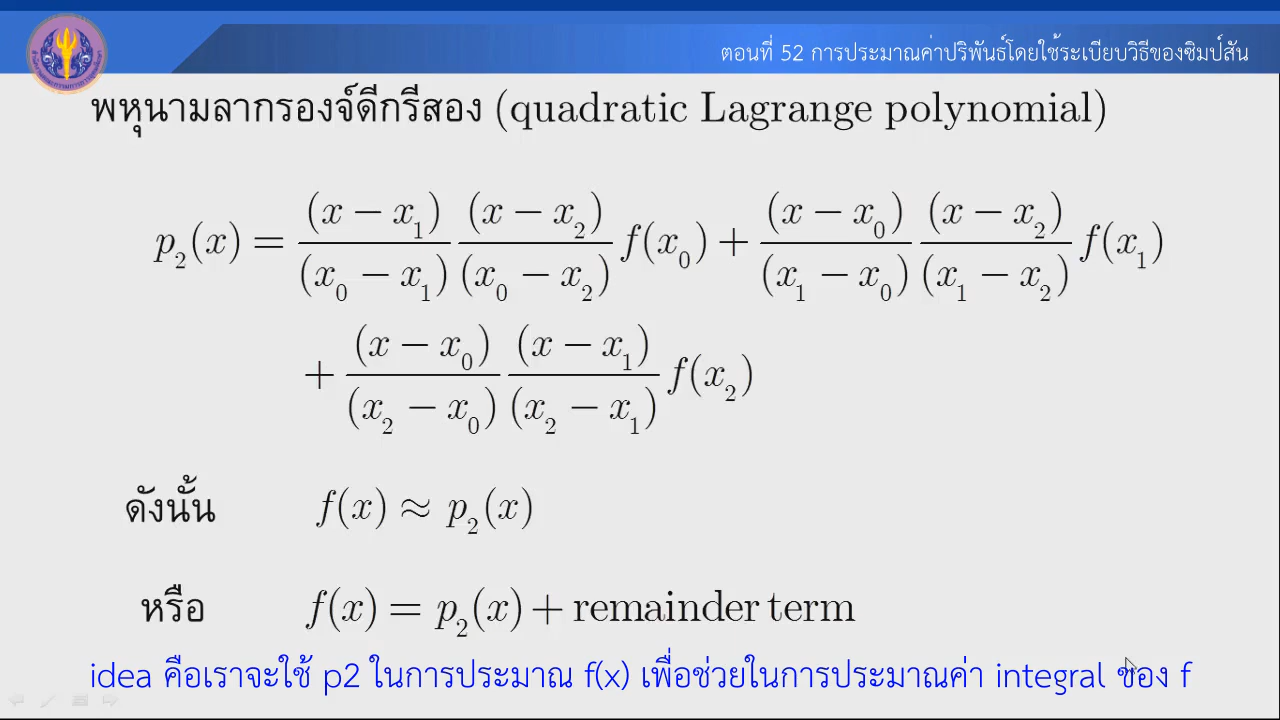 ตอนที่ 52 การประมาณค่าปริพันธ์โดยใช้ระเบียบวิธีของซิมป์สัน
พหุนามลากรองจ์ดีกรีสอง (quadratic Lagrange polynomial)
p₂(x) = (x − x₁)/(x₀ − x₁) (x − x₂)/(x₀ − x₂) f(x₀) + (x − x₀)/(x₁ − x₀) (x − x₂)/(x₁ − x₂) f(x₁)
+ (x − x₀)/(x₂ − x₀) (x − x₁)/(x₂ − x₁) f(x₂)
ดังนั้น f(x) ≈ p₂(x)
หรือ f(x) = p₂(x) + remainder term
idea คือเราจะใช้ p2 ในการประมาณ f(x) เพื่อช่วยในการประมาณค่า integral ของ f